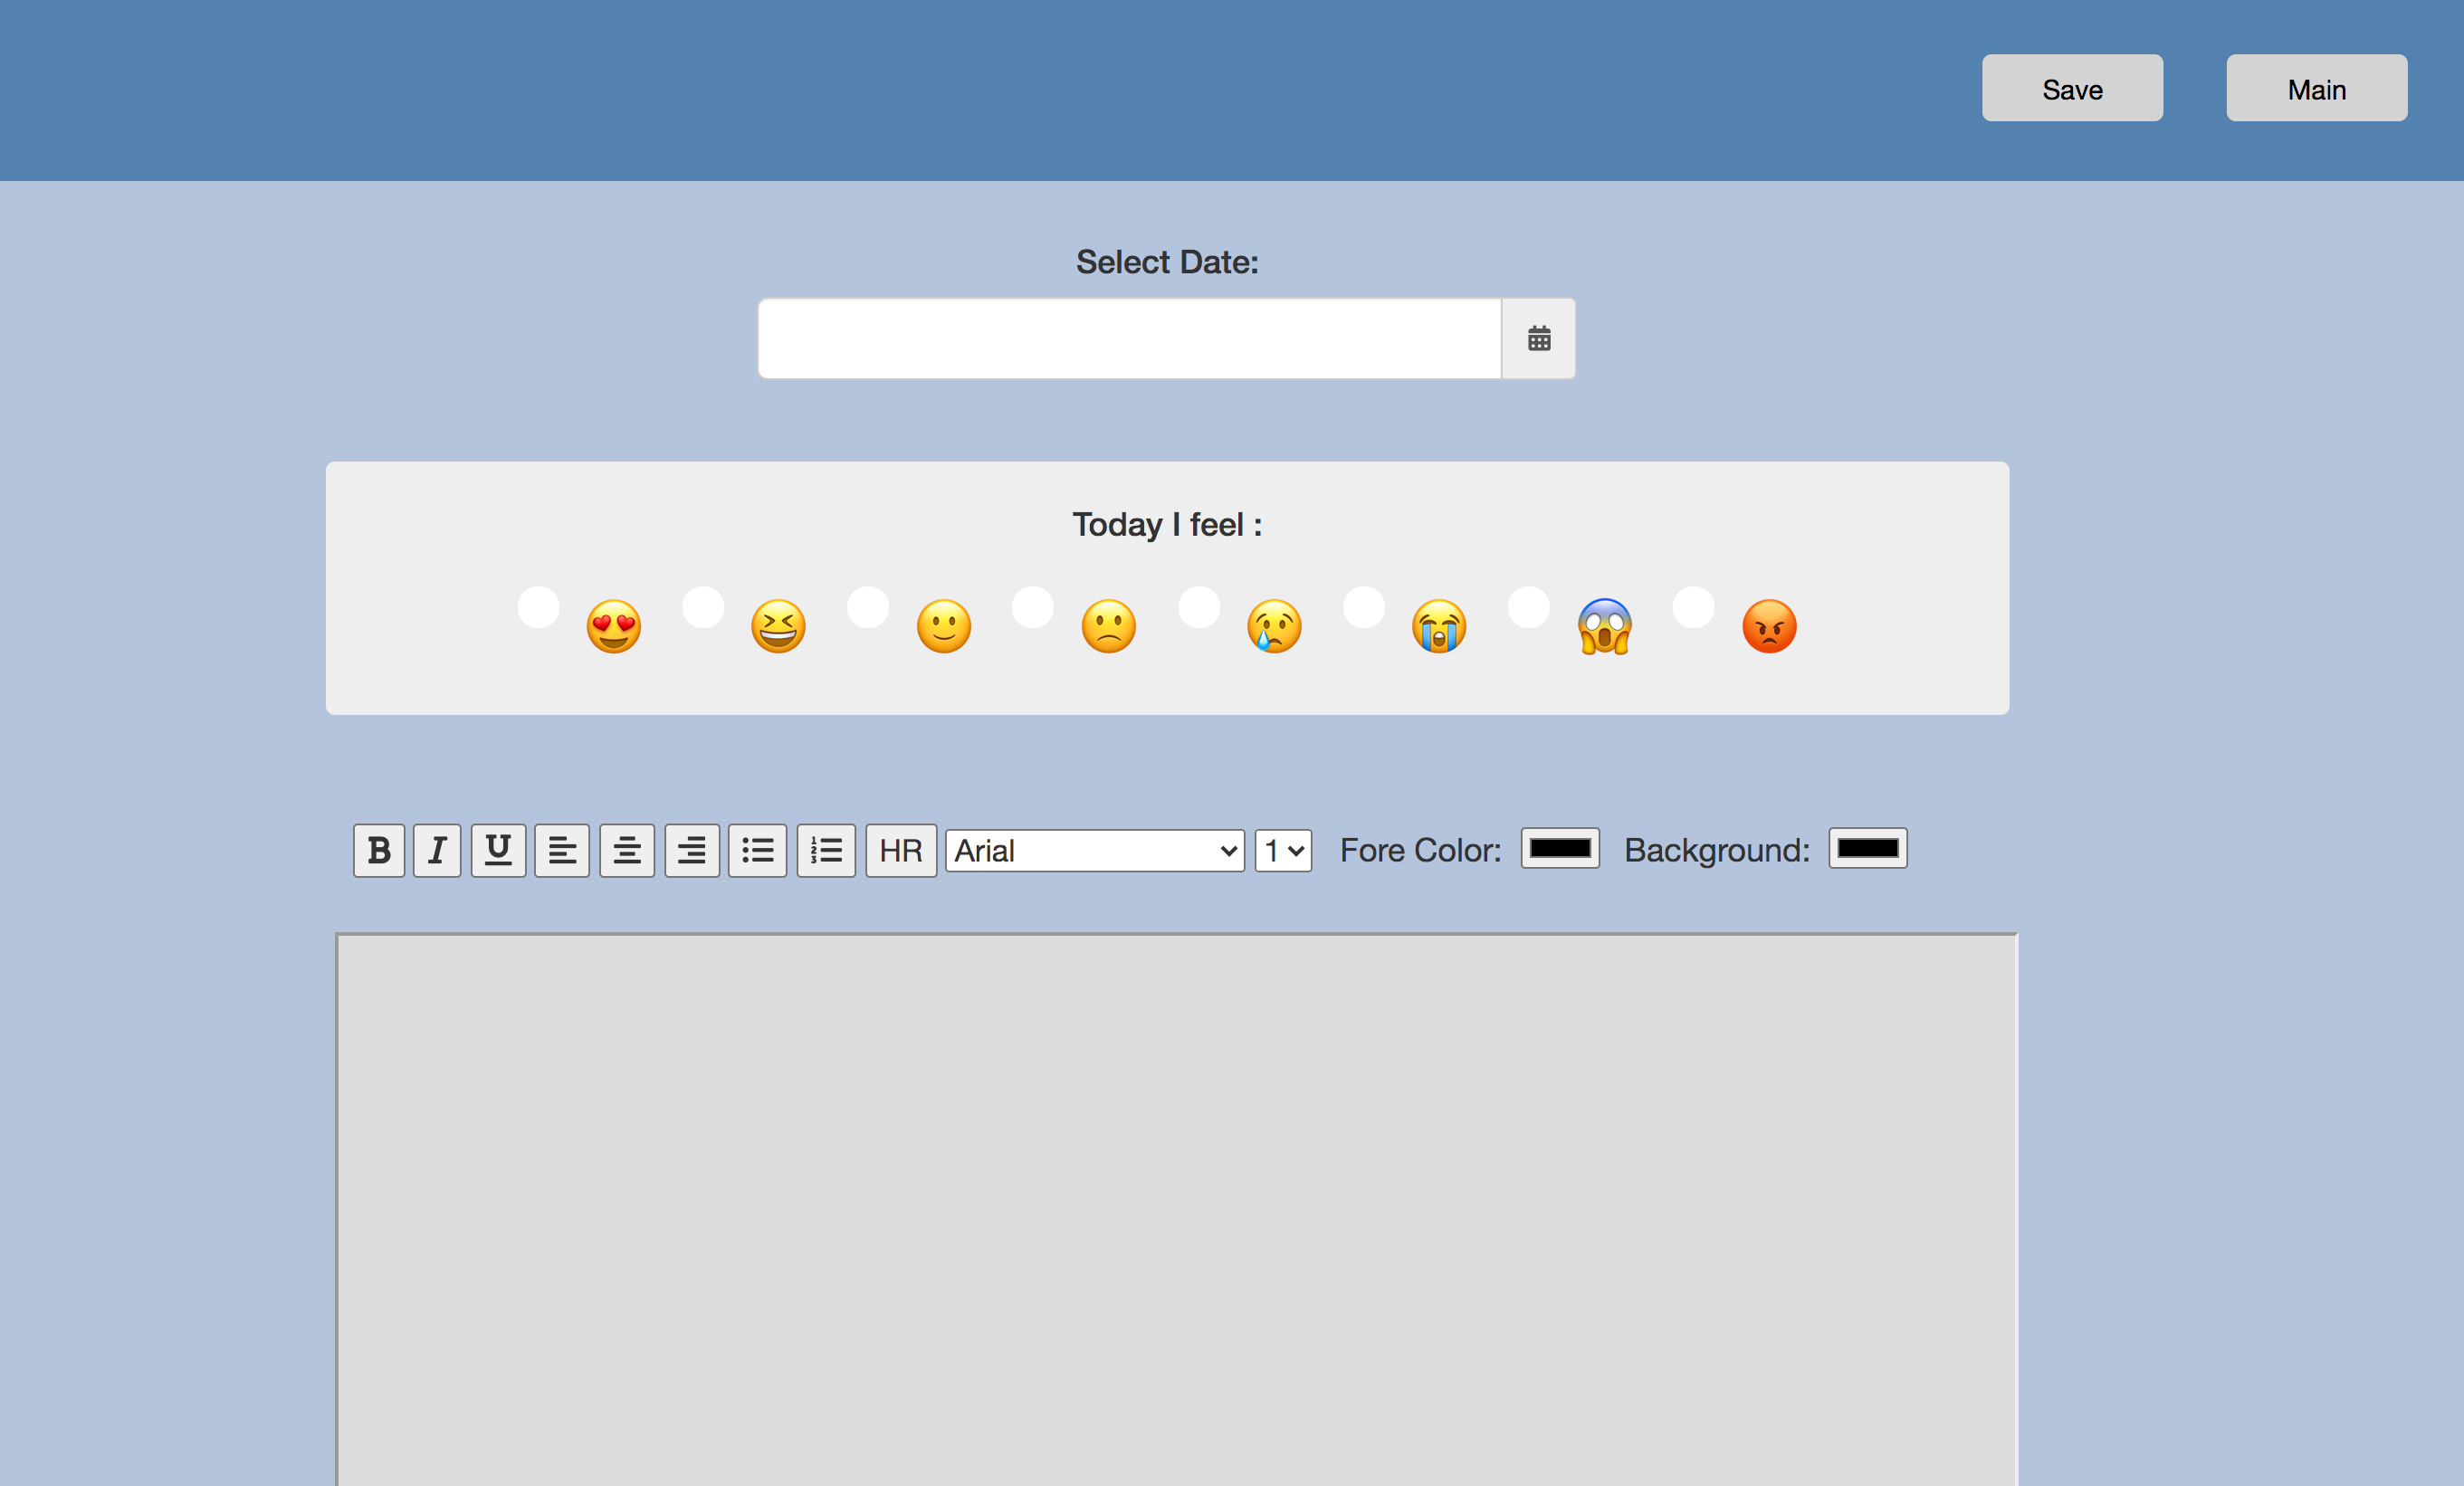 Save Main
Select Date:
Today I feel :
B I U HR Arial 1 Fore Color: Background: